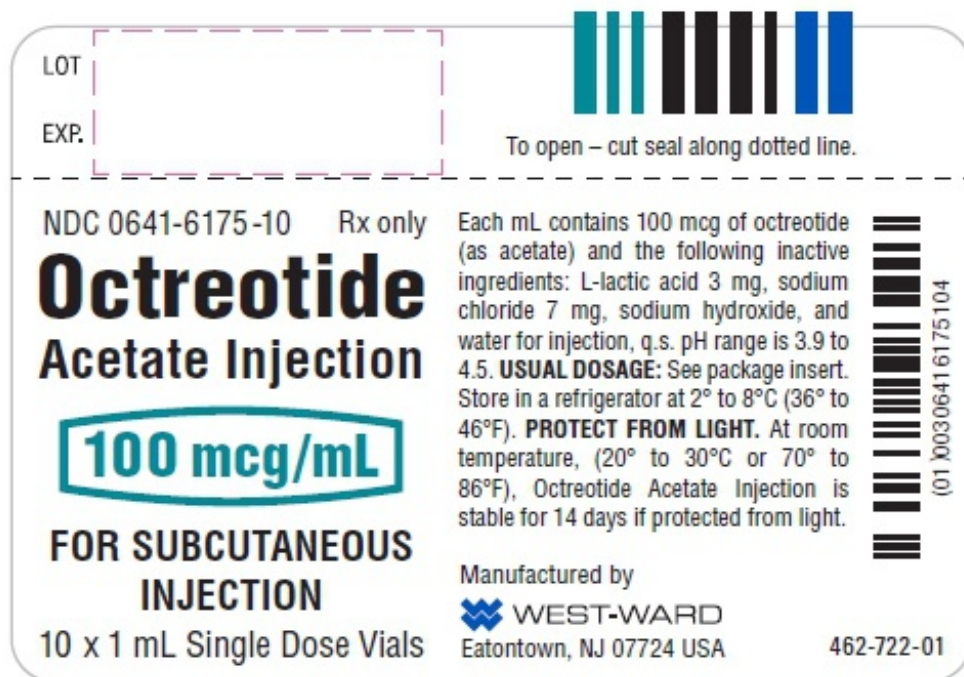 LOT
EXP.
To open – cut seal along dotted line.
NDC 0641-6175-10 Rx only
Octreotide
Acetate Injection
100 mcg/mL
FOR SUBCUTANEOUS
INJECTION
10 x 1 mL Single Dose Vials
Each mL contains 100 mcg of octreotide
(as acetate) and the following inactive
ingredients: L-lactic acid 3 mg, sodium
chloride 7 mg, sodium hydroxide, and
water for injection, q.s. pH range is 3.9 to
4.5. USUAL DOSAGE: See package insert.
Store in a refrigerator at 2° to 8°C (36° to
46°F). PROTECT FROM LIGHT. At room
temperature, (20° to 30°C or 70° to
86°F), Octreotide Acetate Injection is
stable for 14 days if protected from light.
Manufactured by
WEST-WARD
Eatontown, NJ 07724 USA
462-722-01
(01)00306416175104